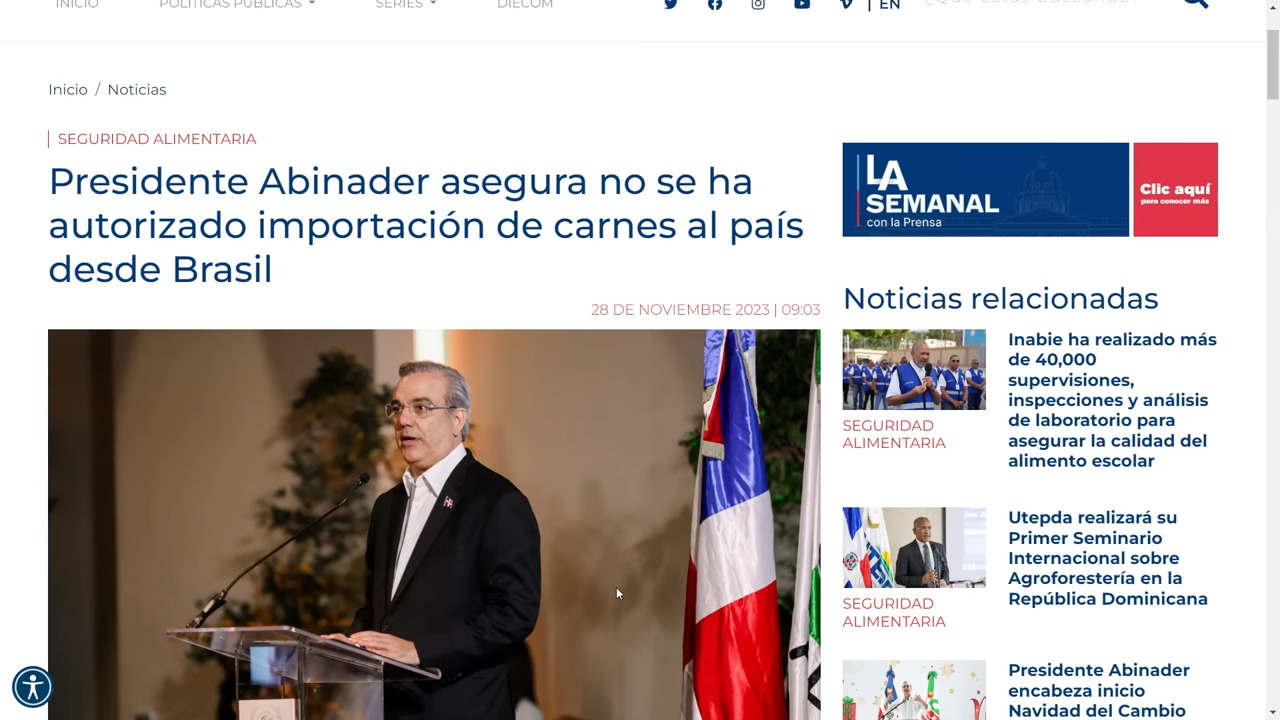 INICIO
POLÍTICAS PÚBLICAS
SERIES
DIECOM
| EN
¿Qué estás buscando?
Inicio / Noticias
SEGURIDAD ALIMENTARIA
Presidente Abinader asegura no se ha
autorizado importación de carnes al país
desde Brasil
28 DE NOVIEMBRE 2023 | 09:03
LA
SEMANAL
con la Prensa
Clic aquí
para conocer más
Noticias relacionadas
Inabie ha realizado más
de 40,000
supervisiones,
inspecciones y análisis
de laboratorio para
asegurar la calidad del
alimento escolar
SEGURIDAD
ALIMENTARIA
Utepda realizará su
Primer Seminario
Internacional sobre
Agroforestería en la
República Dominicana
SEGURIDAD
ALIMENTARIA
Presidente Abinader
encabeza inicio
Navidad del Cambio